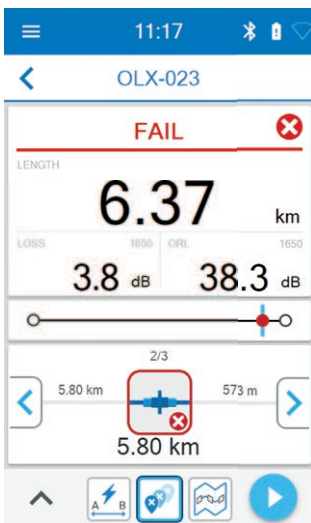 11:17
OLX-023
FAIL
LENGTH
6.37 km
LOSS 1650 ORL 1650
3.8 dB 38.3 dB
2/3
5.80 km 573 m
5.80 km
A B